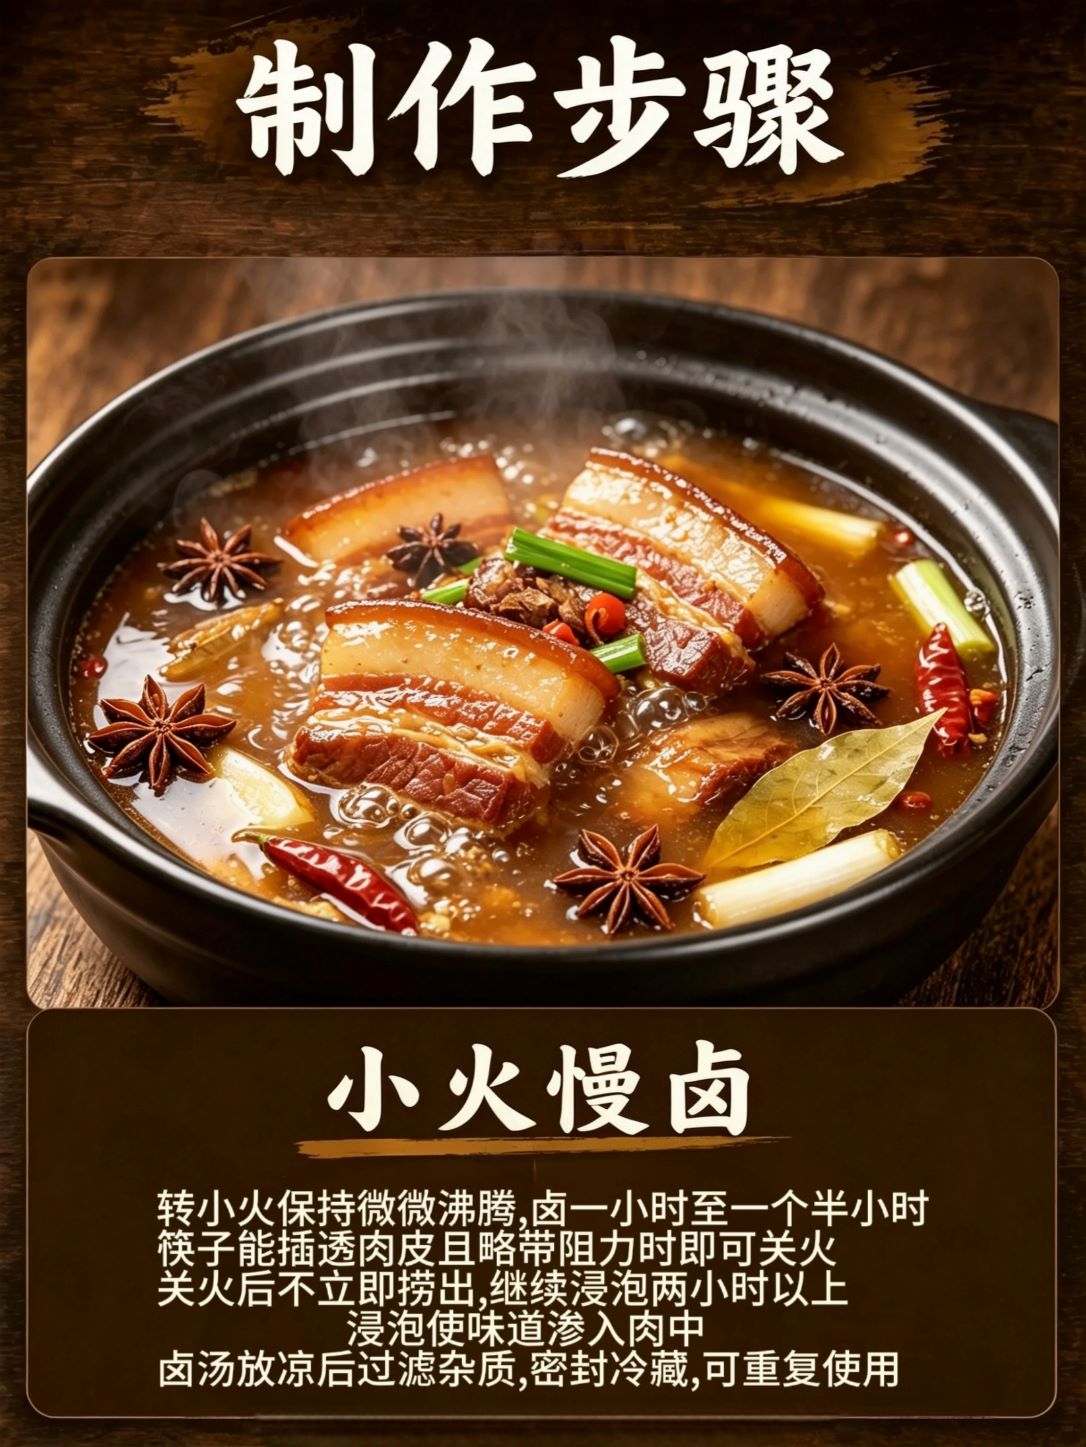 制作步骤
小火慢卤
转小火保持微微沸腾,卤一小时至一个半小时
筷子能插透肉皮且略带阻力时即可关火
关火后不立即捞出,继续浸泡两小时以上
浸泡使味道渗入肉中
卤汤放凉后过滤杂质,密封冷藏,可重复使用